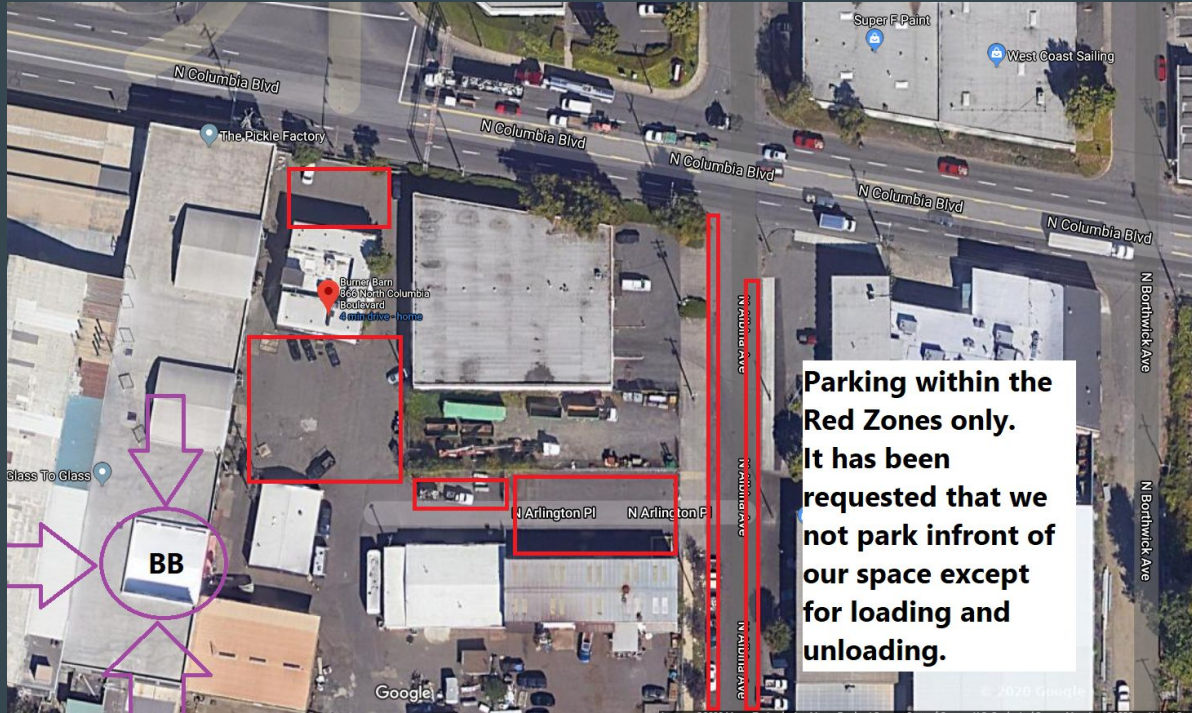 Super F Paint
West Coast Sailing
N Columbia Blvd
The Pickle Factory
N Columbia Blvd
N Columbia Blvd
N Columbia Blvd
N Columbia Blvd
Burner Barn
866 North Columbia
Boulevard
4 min drive - home
N Albina Ave
N Borthwick Ave
Parking within the
Red Zones only.
It has been
requested that we
not park infront of
our space except
for loading and
unloading.
Glass To Glass
N Albina Ave
N Borthwick Ave
N Arlington Pl
N Arlington Pl
BB
N Albina Ave
Google
© 2020 Google